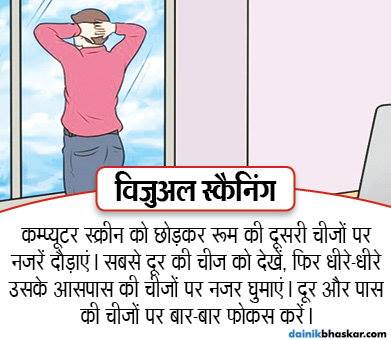 विज़ुअल स्कैनिंग
कम्प्यूटर स्क्रीन को छोड़कर रूम की दूसरी चीजों पर
नजरें दौड़ाएं। सबसे दूर की चीज को देखें, फिर धीरे-धीरे
उसके आसपास की चीजों पर नजर घुमाएं। दूर और पास
की चीजों पर बार-बार फोकस करें।
dainikbhaskar.com